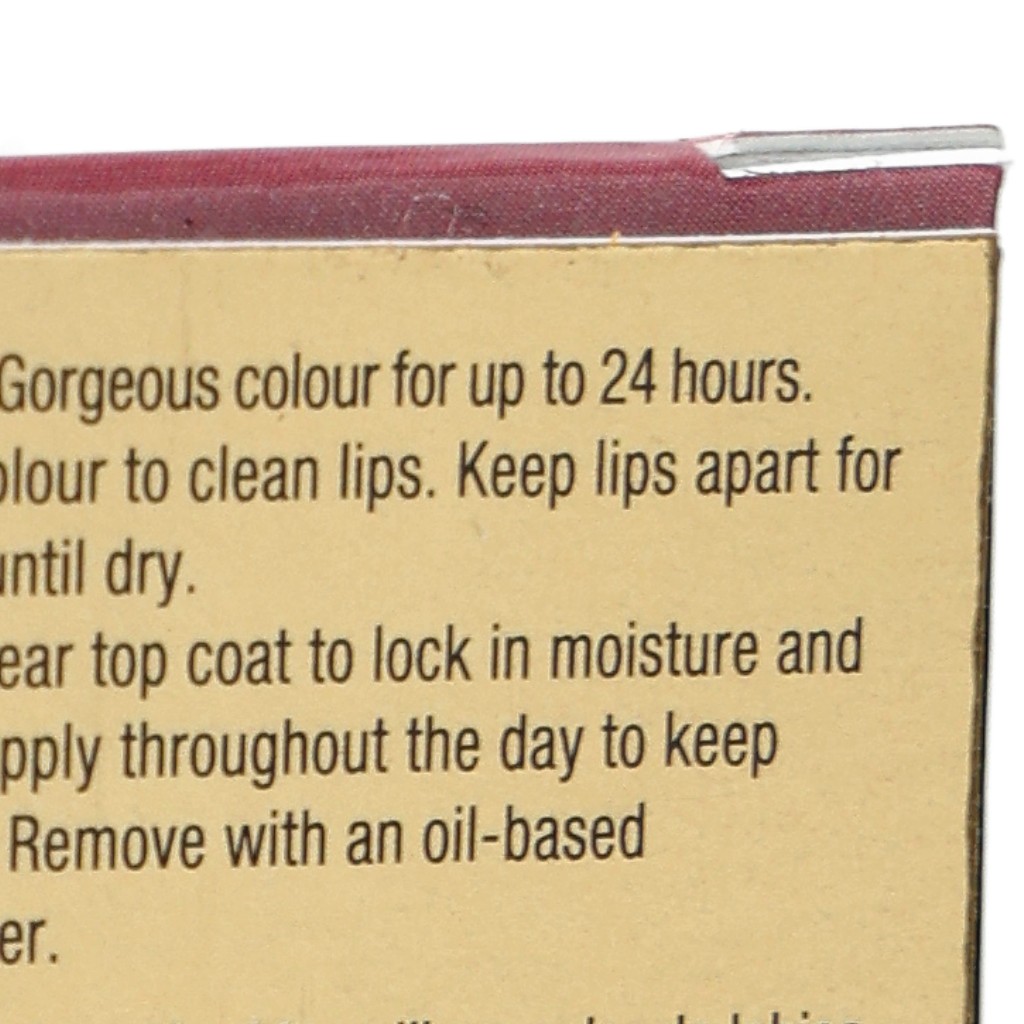 Gorgeous colour for up to 24 hours.
olour to clean lips. Keep lips apart for
until dry.
ear top coat to lock in moisture and
pply throughout the day to keep
Remove with an oil-based
er.